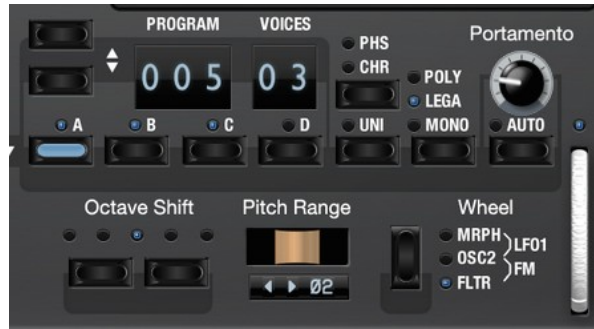 PROGRAM VOICES
Portamento
005 03
PHS
CHR
POLY
LEGA
A B C D UNI MONO AUTO
Octave Shift Pitch Range Wheel
MRPH
LFO1
OSC2
FM
FLTR
02